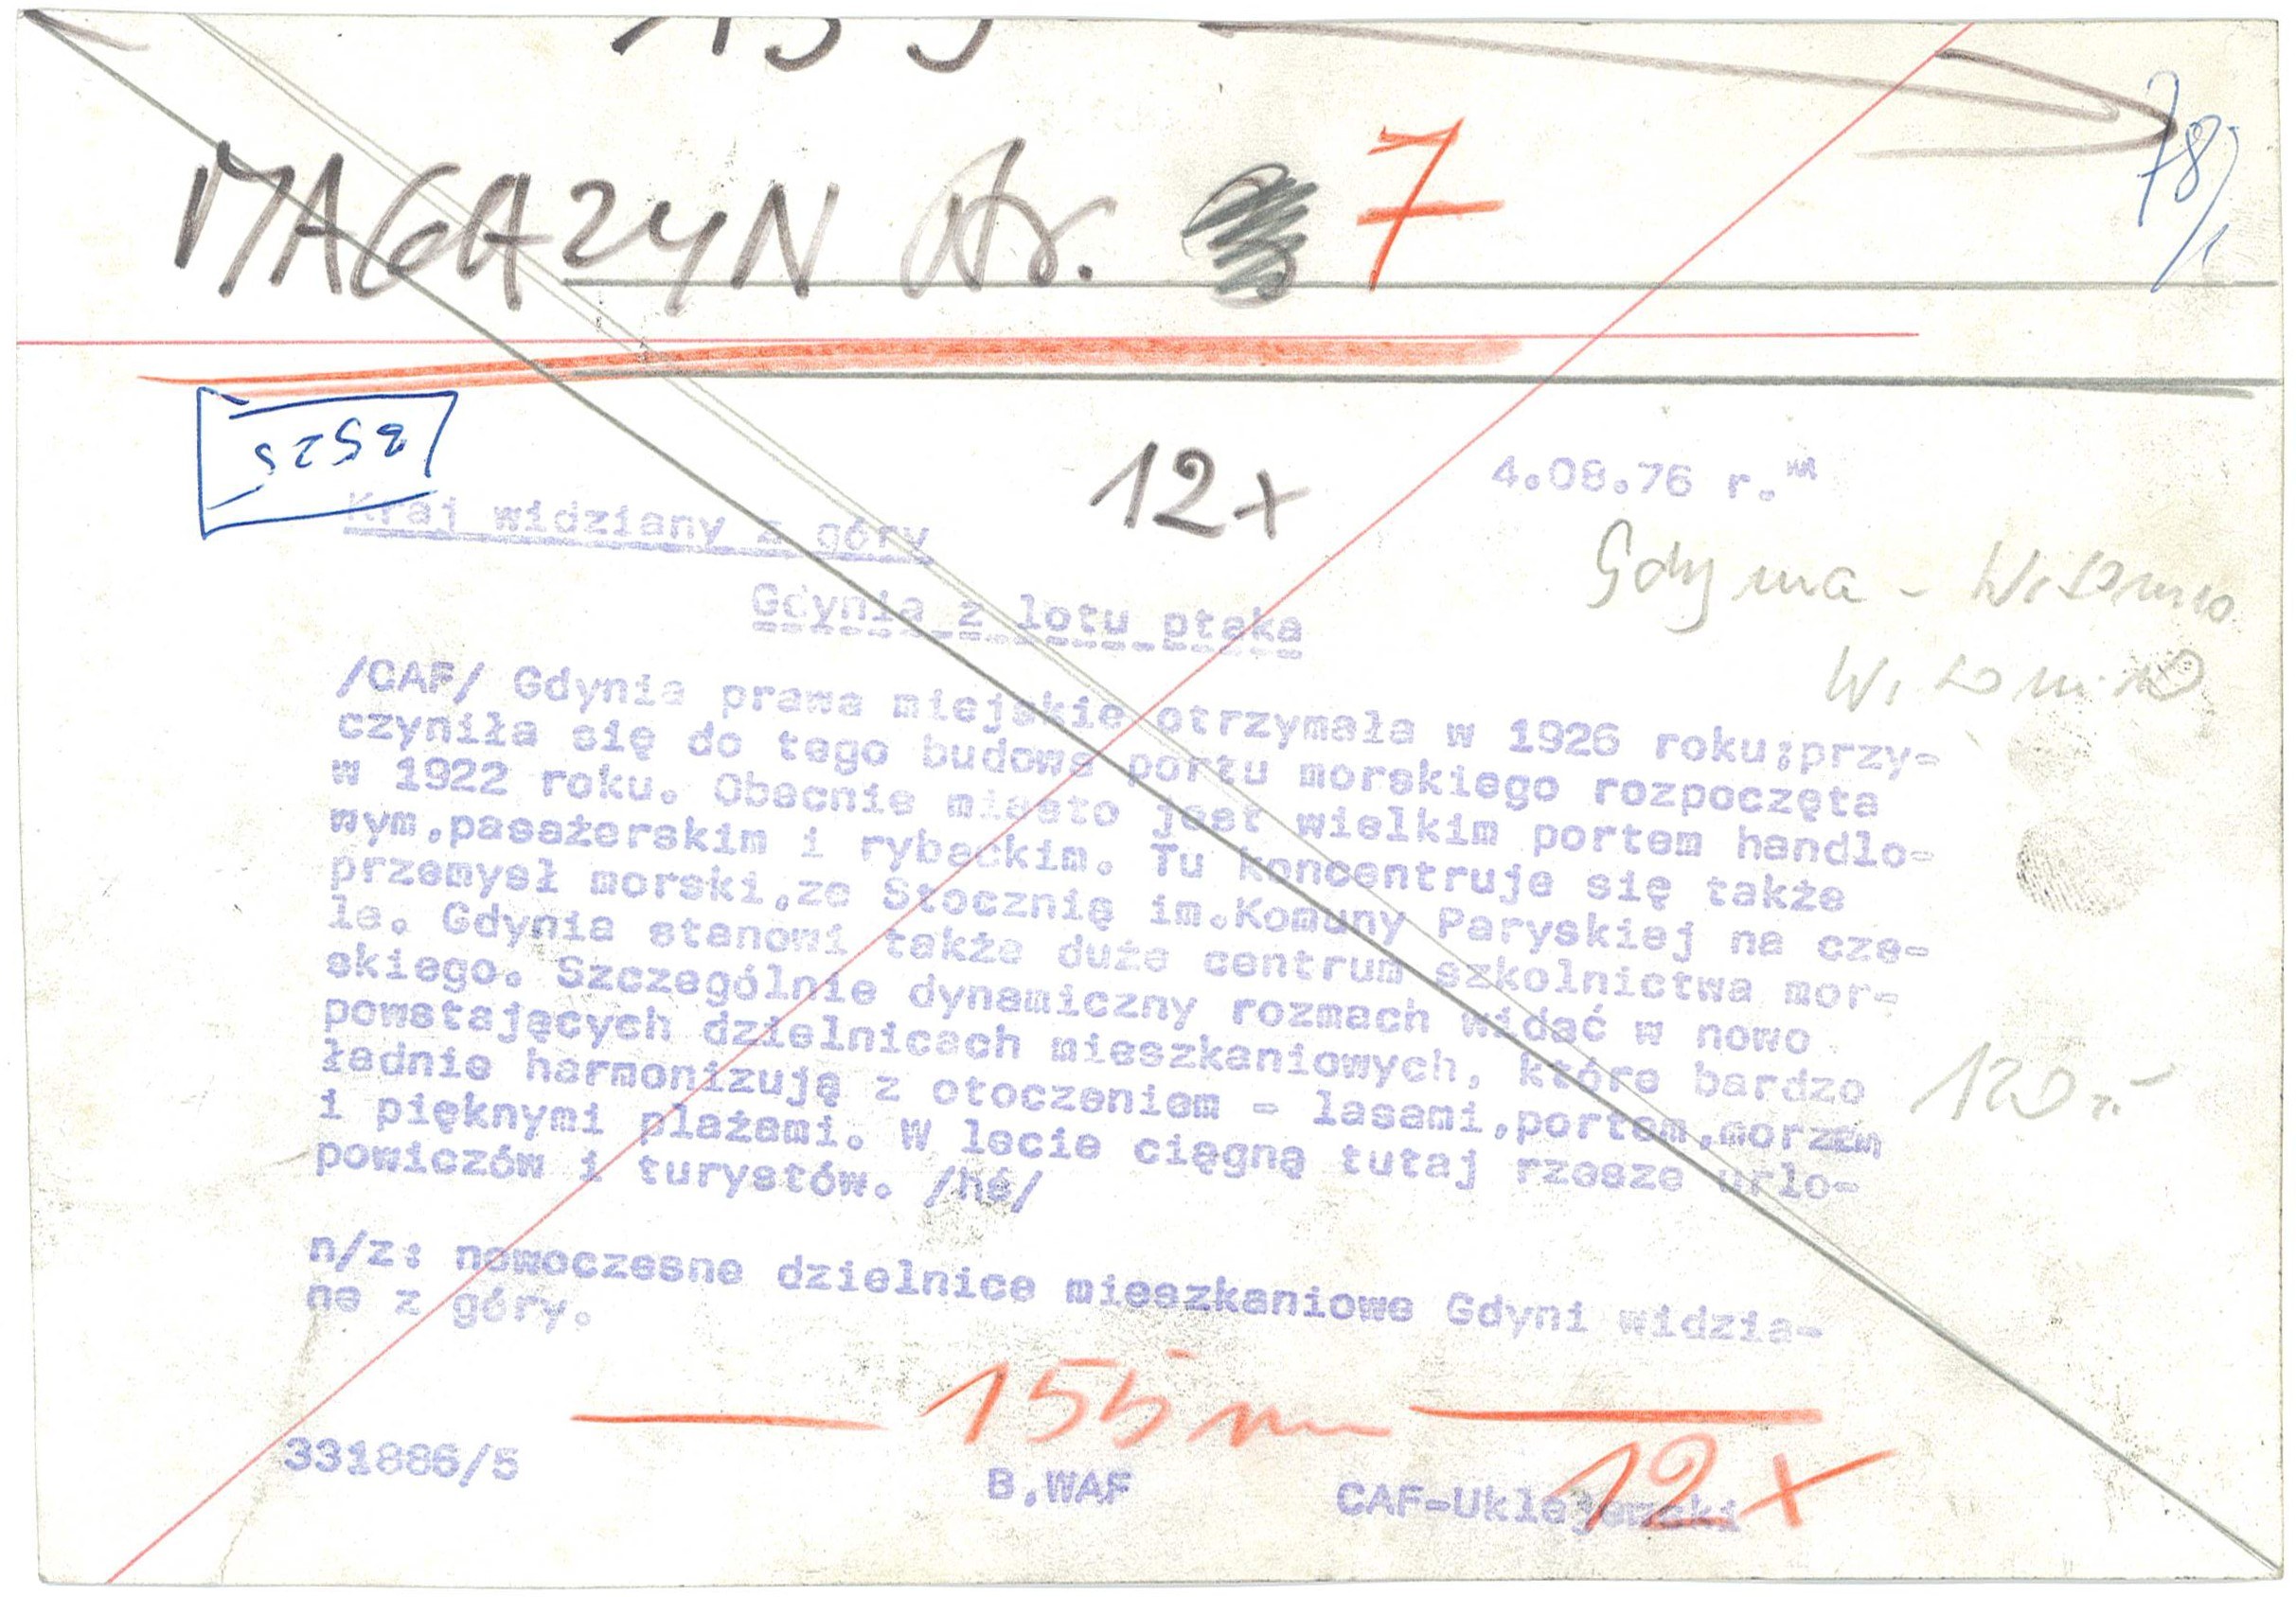 MAGAZYN str. 7
78/1
12x
4.08.76 r.
Kraj widziany z góry
Gdynia - Witomino
Gdynia z lotu ptaka
Witomino
/CAF/ Gdynia prawa miejskie otrzymała w 1926 roku;przy-
czyniła się do tego budowa portu morskiego rozpoczęta
w 1922 roku. Obecnie miasto jest wielkim portem handlo-
wym,pasażerskim i rybackim. Tu koncentruje się także
przemysł morski,ze Stocznią im.Komuny Paryskiej na cze-
le. Gdynia stanowi także duże centrum szkolnictwa mor-
skiego. Szczególnie dynamiczny rozmach widać w nowo
powstających dzielnicach mieszkaniowych, które bardzo
ładnie harmonizują z otoczeniem - lasami,portem,morzem
i pięknymi plażami. W lecie ciągną tutaj rzesze urlo-
powiczów i turystów. /hś/
n/z: nowoczesne dzielnice mieszkaniowe Gdyni widzia-
ne z góry.
155 mm
12x
331886/5
B.WAF
CAF-Uklejewski